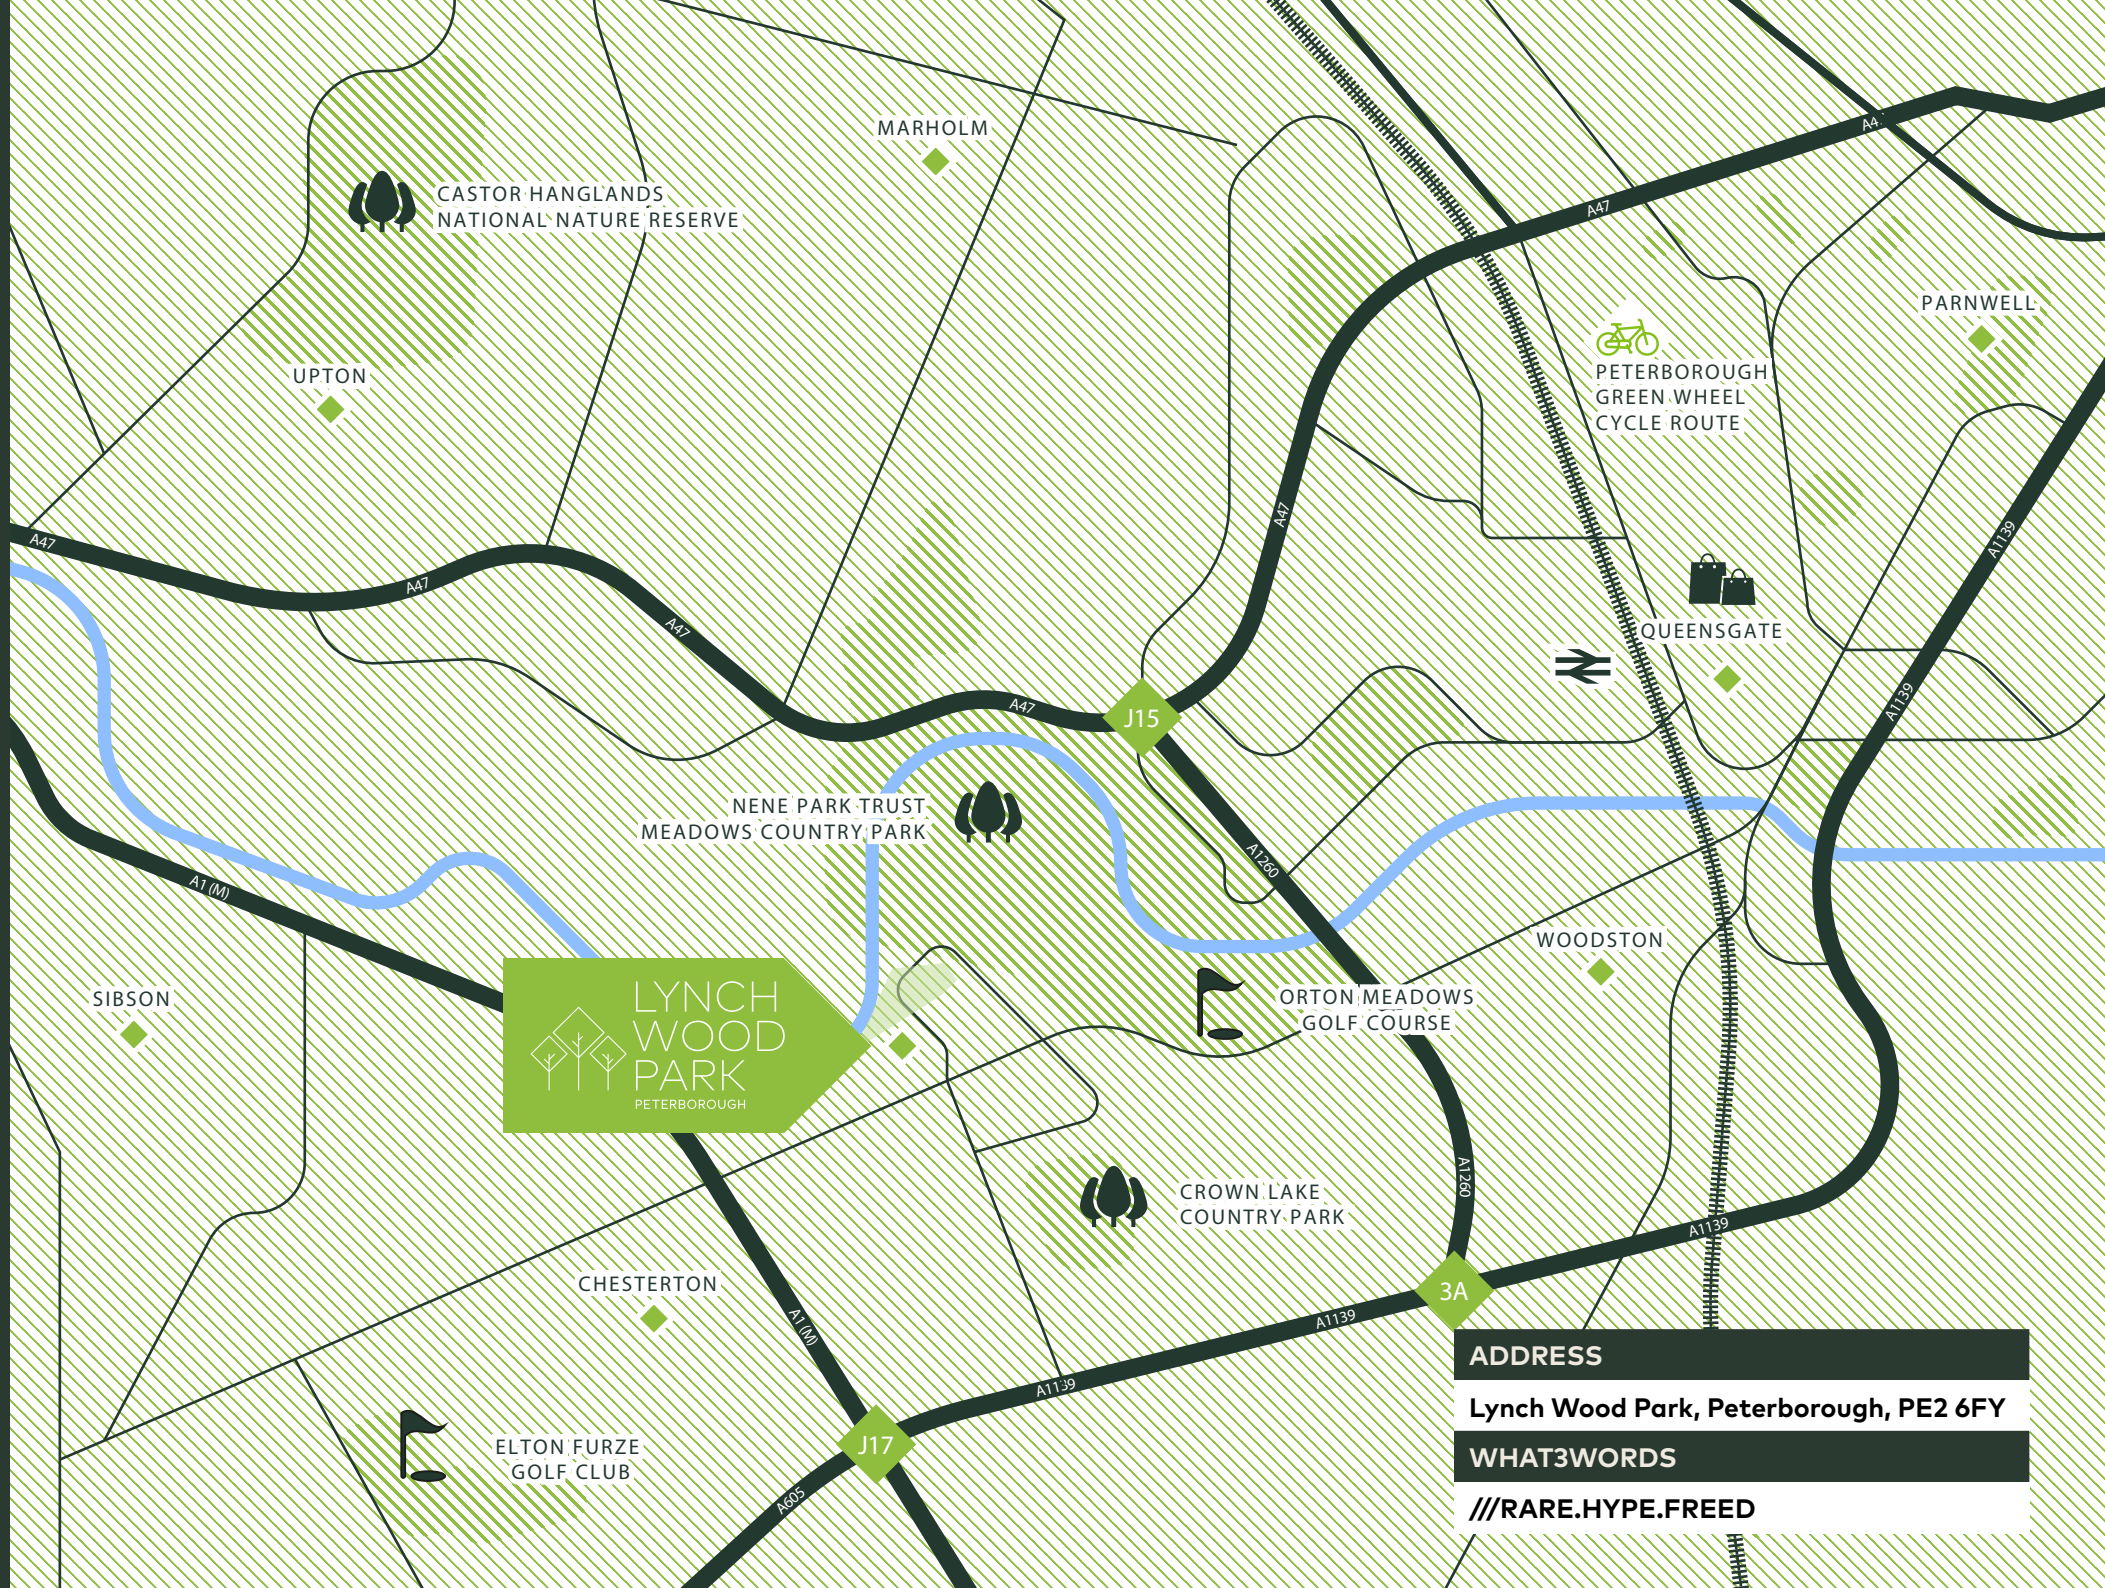 MARHOLM
A4
CASTOR HANGLANDS
NATIONAL NATURE RESERVE
A47
PARNWELL
UPTON
PETERBOROUGH
GREEN WHEEL
CYCLE ROUTE
A47
A47
A47
A1139
A47
QUEENSGATE
A47
J15
A1139
NENE PARK TRUST
MEADOWS COUNTRY PARK
A1260
A1(M)
WOODSTON
SIBSON
LYNCH
WOOD
PARK
PETERBOROUGH
ORTON MEADOWS
GOLF COURSE
CROWN LAKE
COUNTRY PARK
A1260
A1139
CHESTERTON
3A
A1(M)
A1139
A1139
ELTON FURZE
GOLF CLUB
J17
A605
ADDRESS
Lynch Wood Park, Peterborough, PE2 6FY
WHAT3WORDS
///RARE.HYPE.FREED